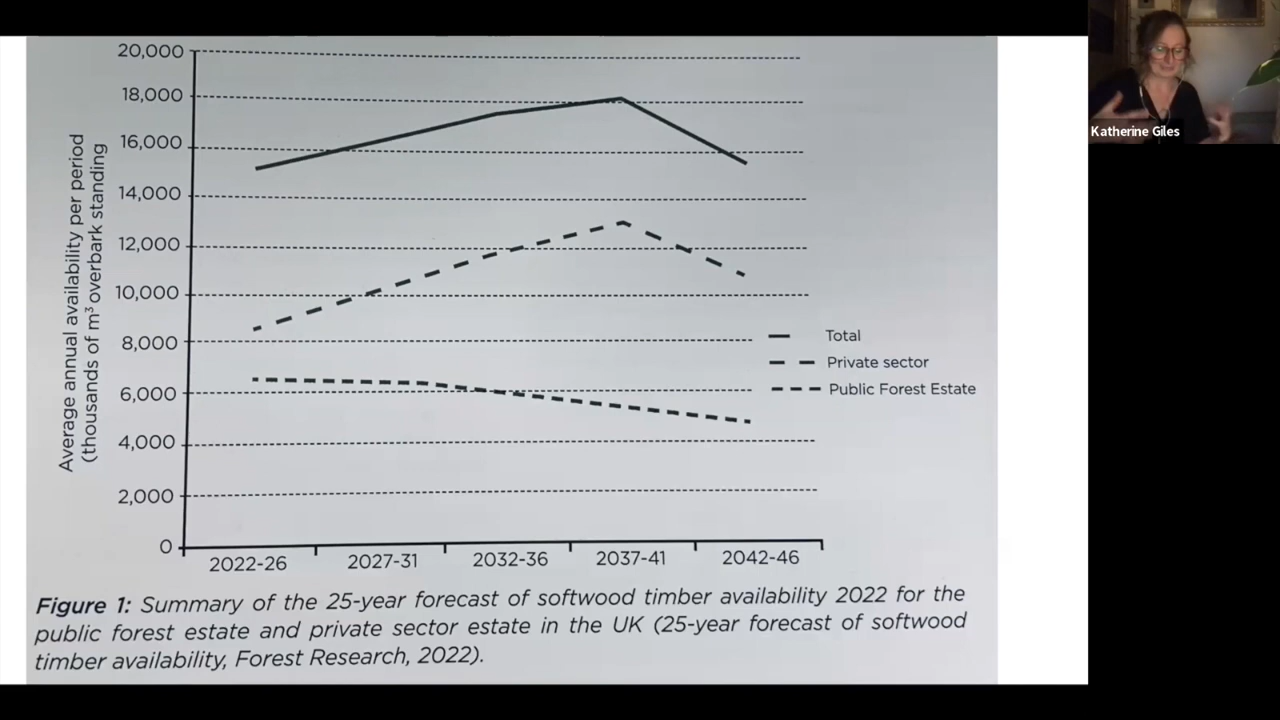 20,000
18,000
16,000
14,000
12,000
10,000
8,000
6,000
4,000
2,000
0
Average annual availability per period
(thousands of m³ overbark standing
2022-26
2027-31
2032-36
2037-41
2042-46
Total
Private sector
Public Forest Estate
Figure 1: Summary of the 25-year forecast of softwood timber availability 2022 for the
public forest estate and private sector estate in the UK (25-year forecast of softwood
timber availability, Forest Research, 2022).
Katherine Giles